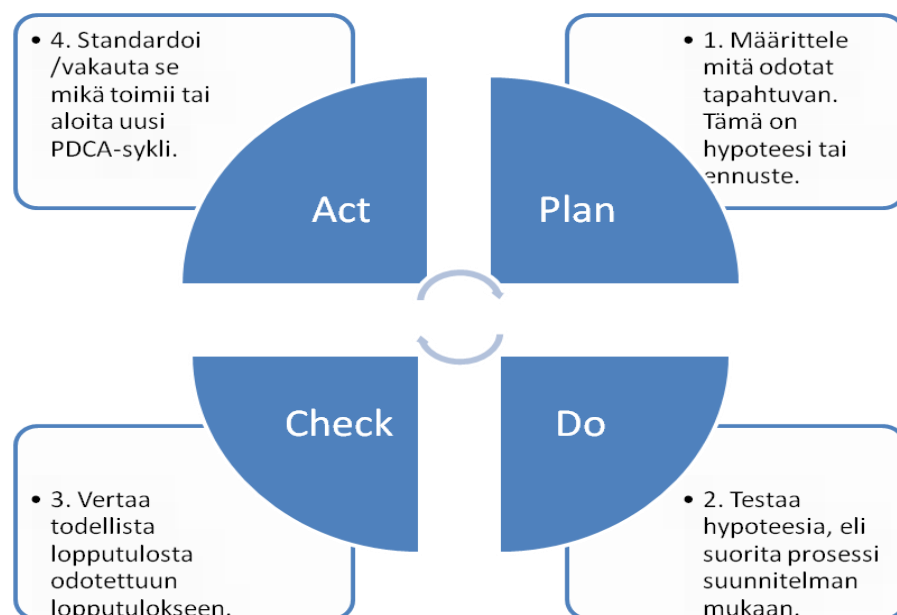 • 4. Standardoi
/vakauta se
mikä toimii tai
aloita uusi
PDCA-sykli.
• 1. Määrittele
mitä odotat
tapahtuvan.
Tämä on
hypoteesi tai
ennuste.
Act
Plan
Check
Do
• 3. Vertaa
todellista
lopputulosta
odotettuun
lopputulokseen.
• 2. Testaa
hypoteesia, eli
suorita prosessi
suunnitelman
mukaan.